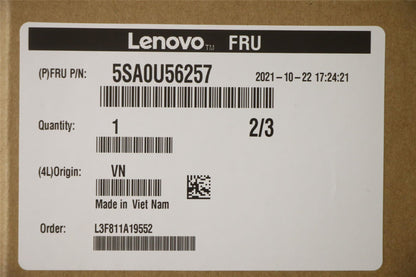 Lenovo™ FRU
(P)FRU P/N: 5SA0U56257 2021-10-22 17:24:21
Quantity: 1 2/3
(4L)Origin: VN
Made in Viet Nam
Order: L3F811A19552